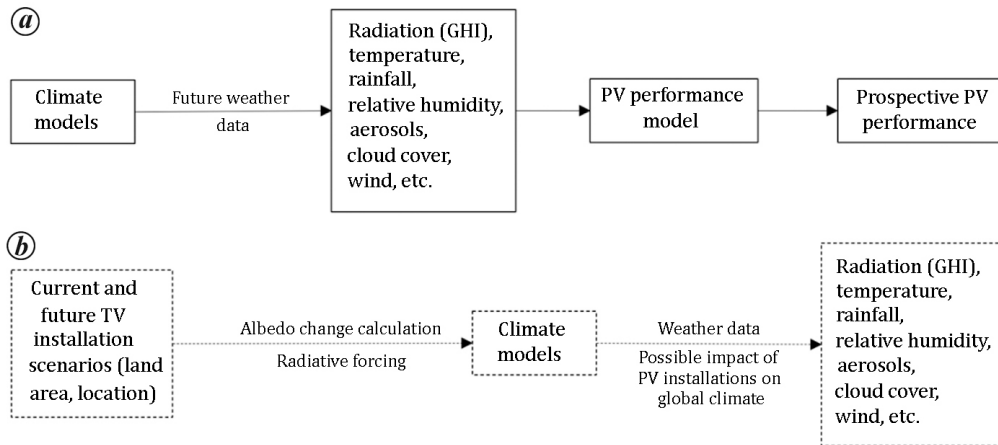 a
Climate
models
Future weather
data
Radiation (GHI),
temperature,
rainfall,
relative humidity,
aerosols,
cloud cover,
wind, etc.
PV performance
model
Prospective PV
performance
b
Current and
future TV
installation
scenarios (land
area, location)
Albedo change calculation
Radiative forcing
Climate
models
Weather data
Possible impact of
PV installations on
global climate
Radiation (GHI),
temperature,
rainfall,
relative humidity,
aerosols,
cloud cover,
wind, etc.